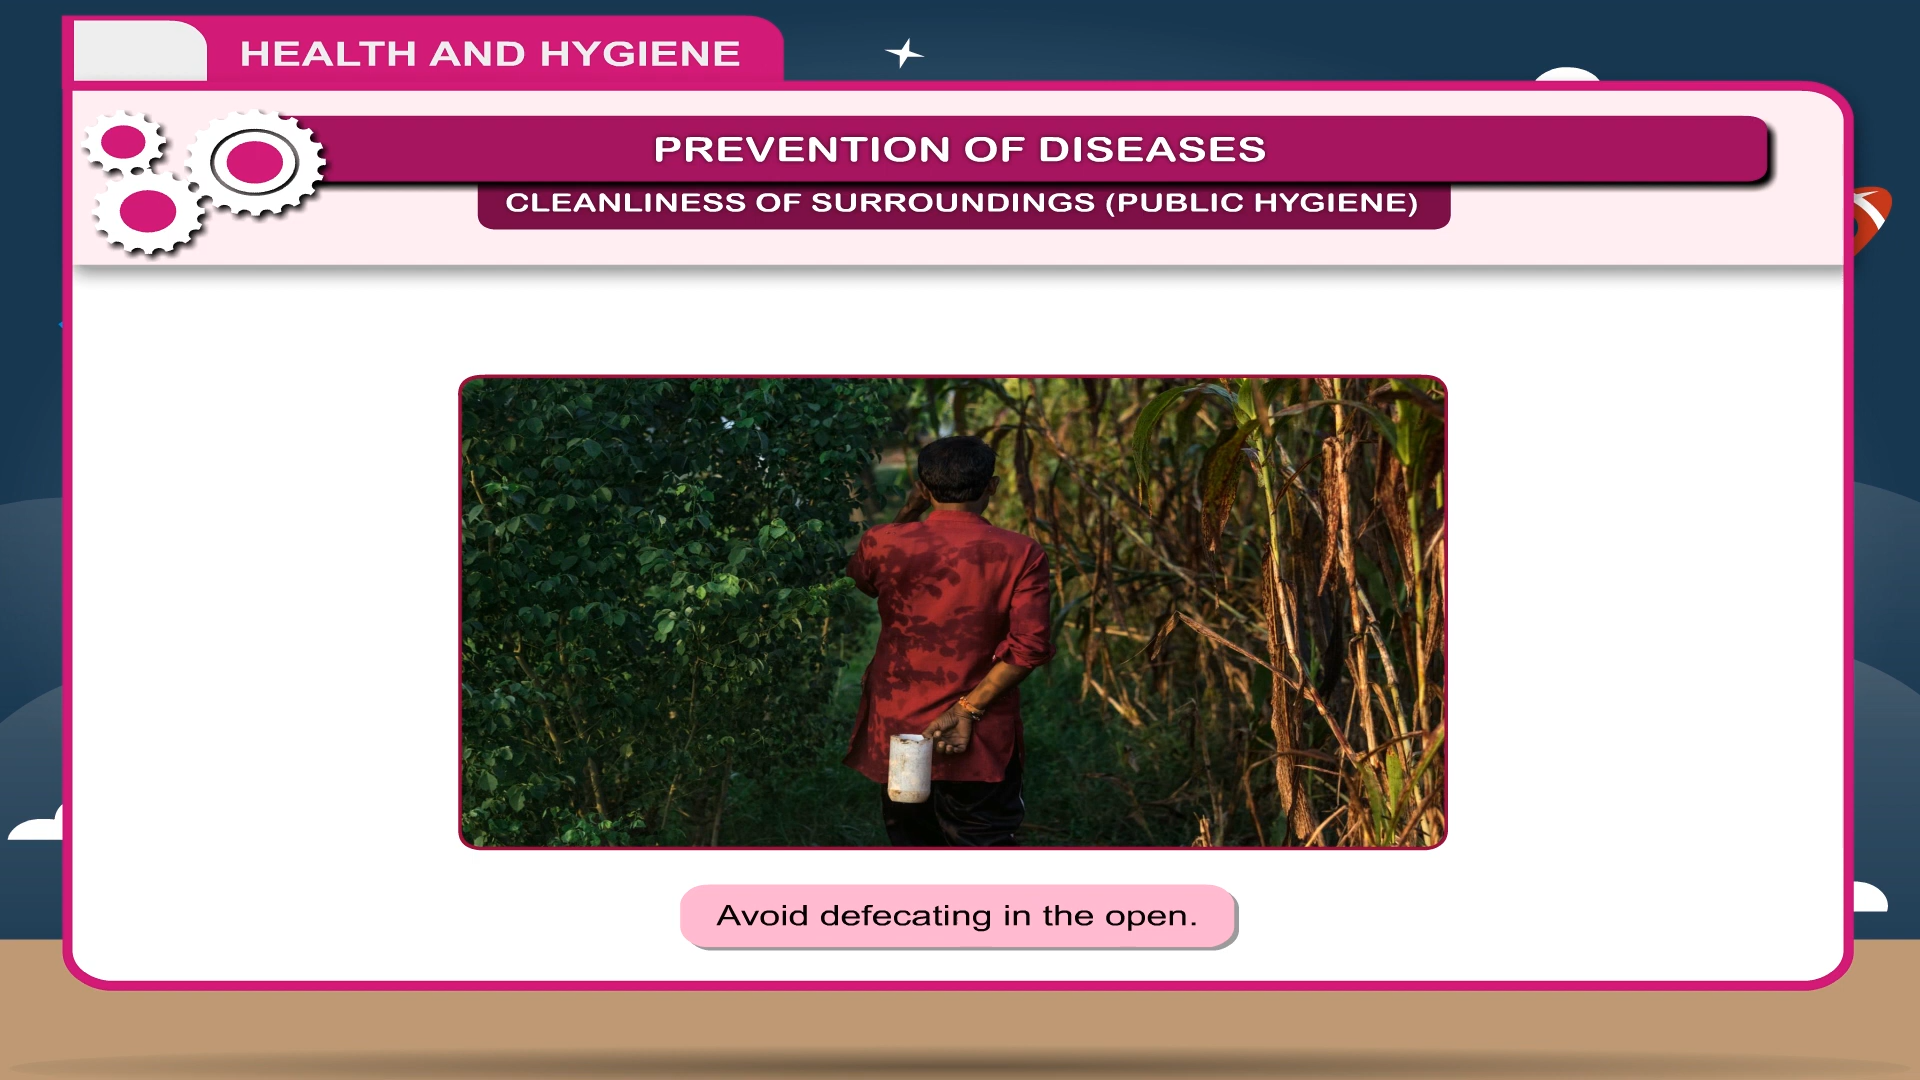 HEALTH AND HYGIENE
PREVENTION OF DISEASES
CLEANLINESS OF SURROUNDINGS (PUBLIC HYGIENE)
Avoid defecating in the open.